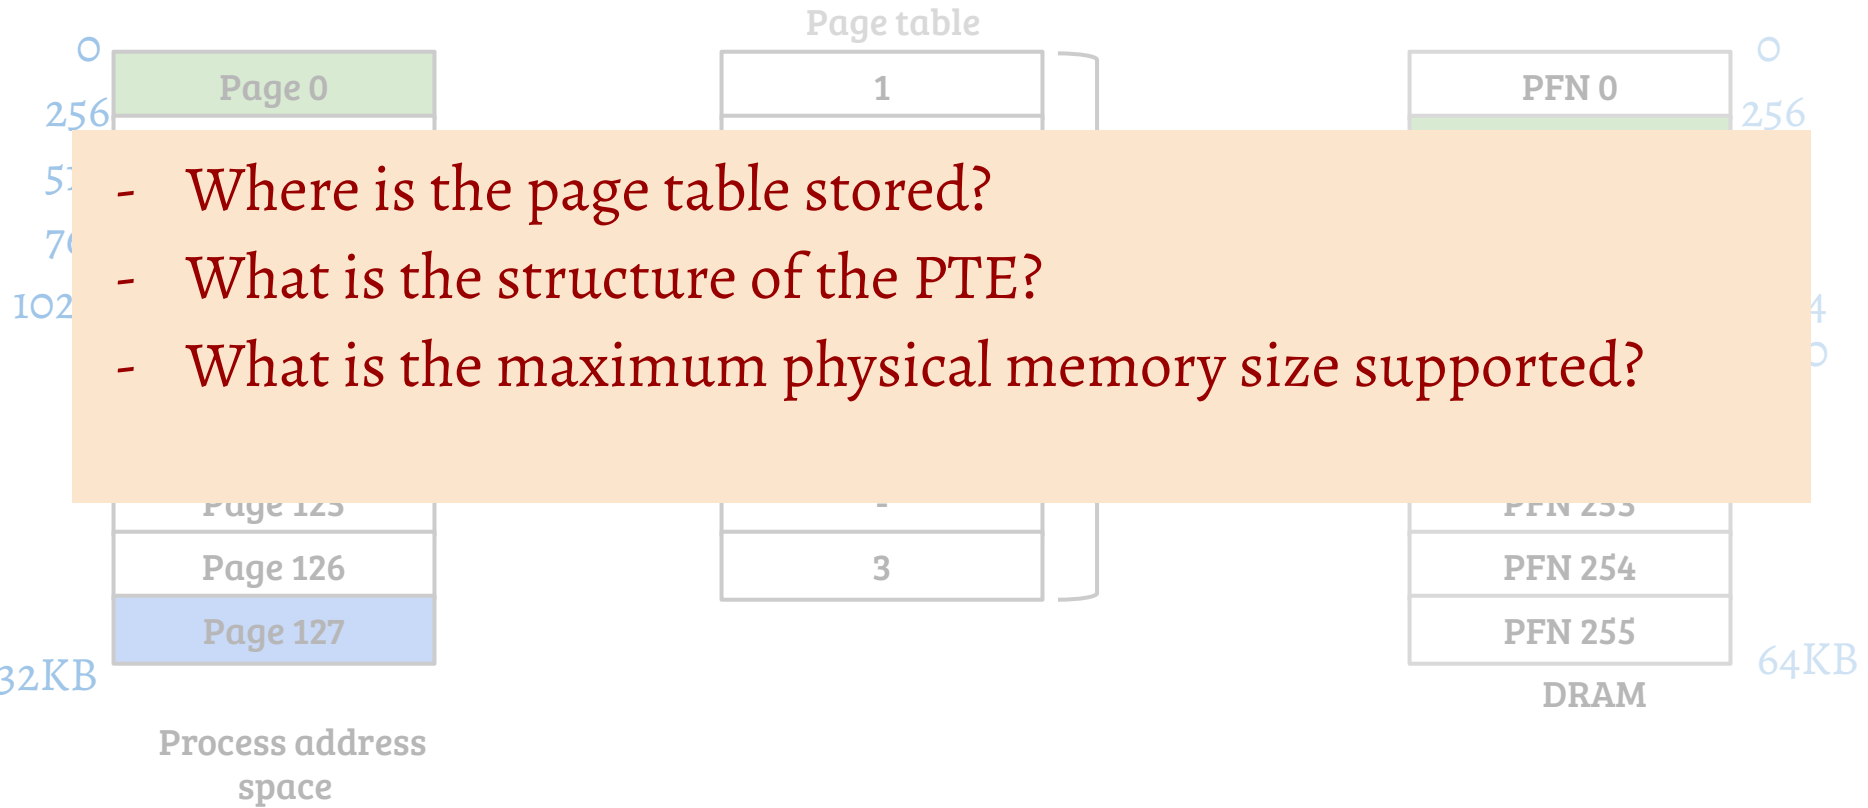 Page table
0
Page 0
1
PFN 0
0
256
256
- Where is the page table stored?
- What is the structure of the PTE?
- What is the maximum physical memory size supported?
Page 126
3
PFN 254
Page 127
PFN 255
32KB
64KB
DRAM
Process address
space